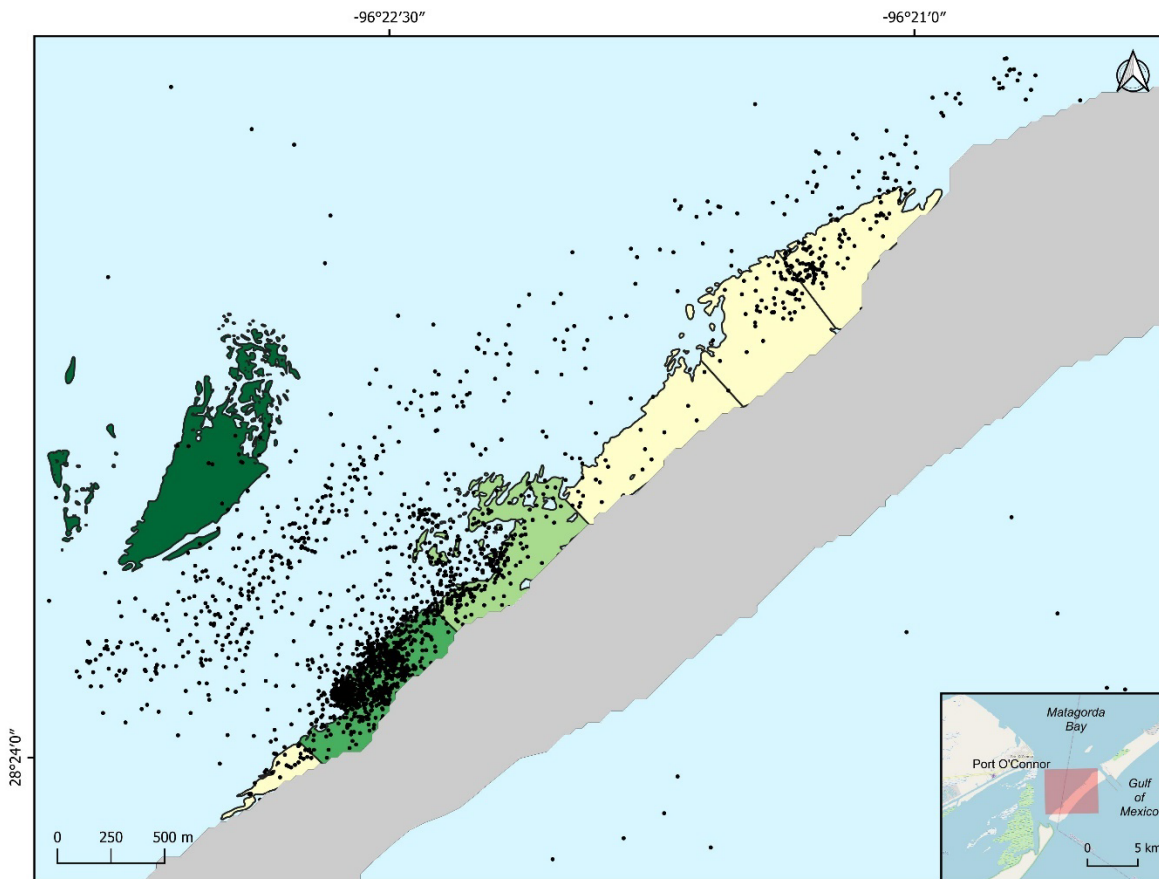 -96°22'30"
-96°21'0"
28°24'0"
0 250 500 m
Matagorda
Bay
Port O'Connor
Gulf
of
Mexico
0 5 km